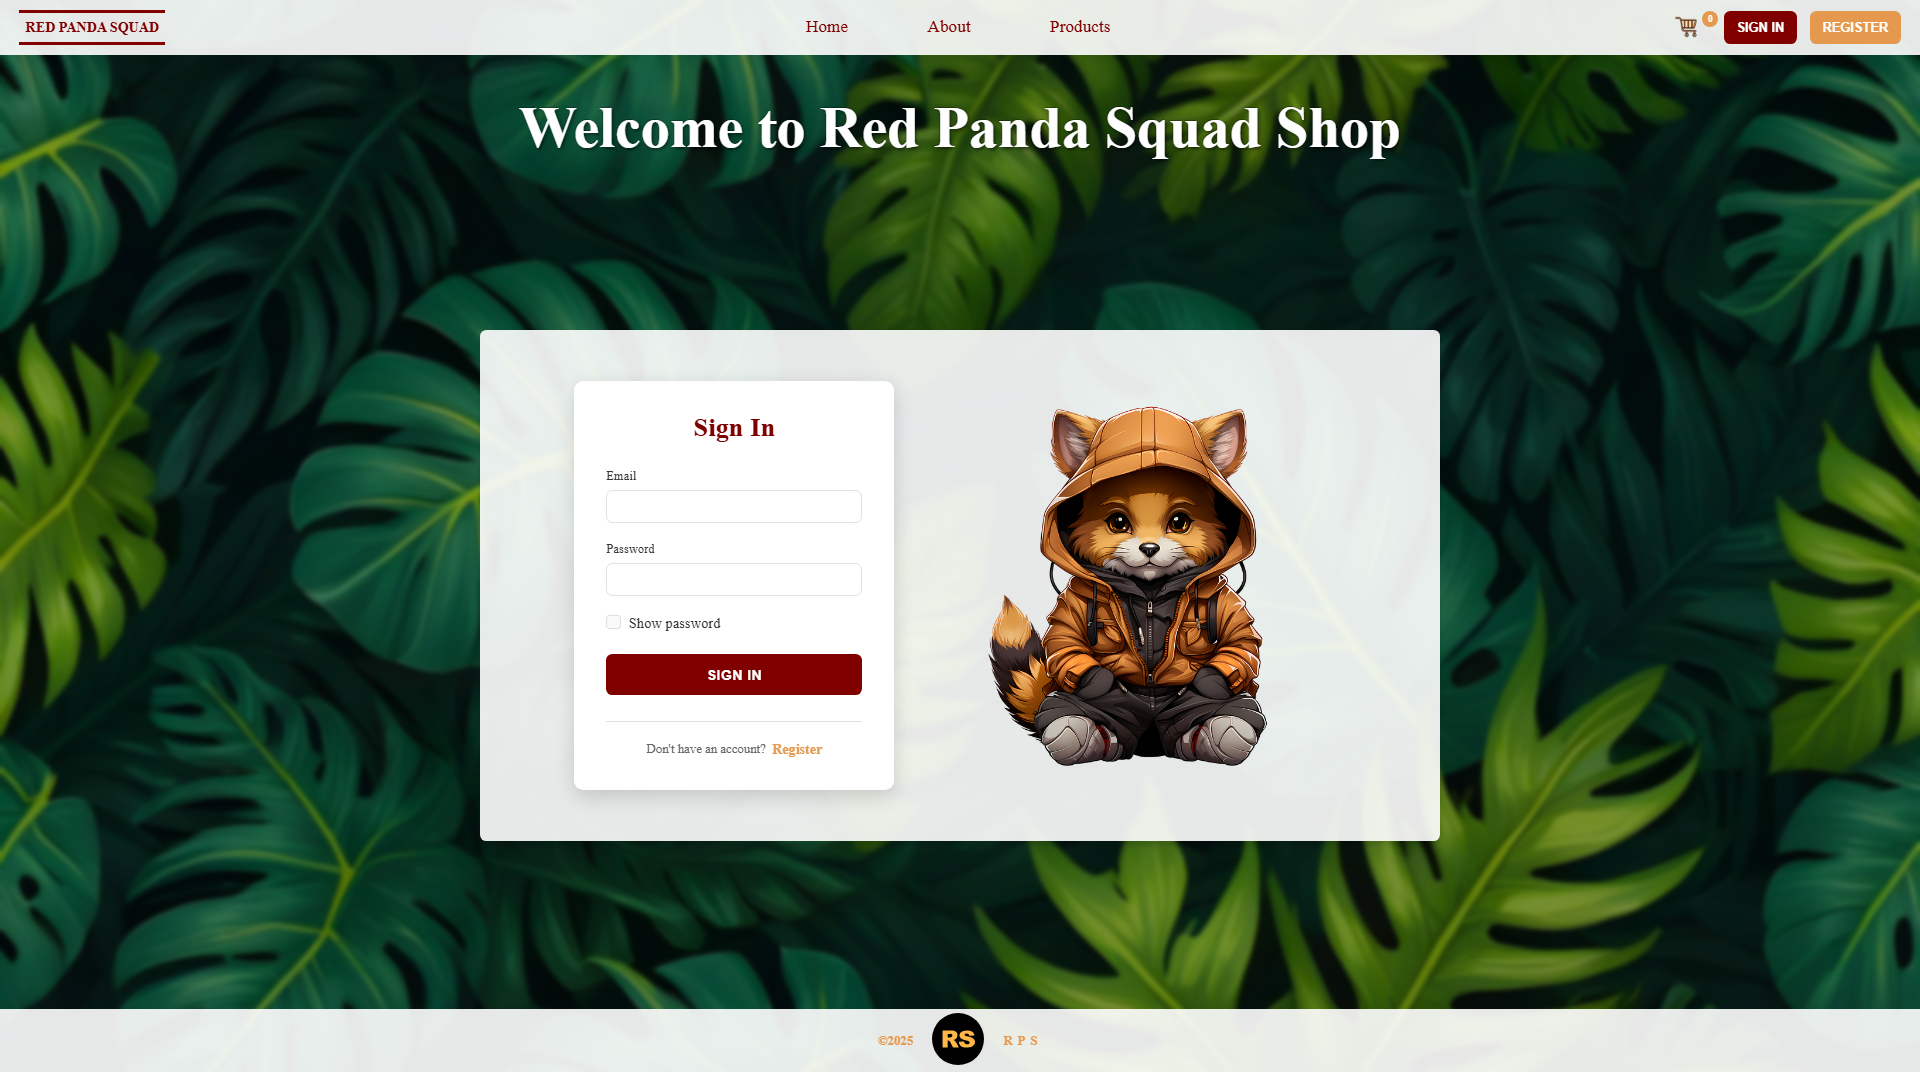 RED PANDA SQUAD
Home
About
Products
0
SIGN IN
REGISTER
Welcome to Red Panda Squad Shop
Sign In
Email
Password
Show password
SIGN IN
Don't have an account? Register
©2025
RS
RPS